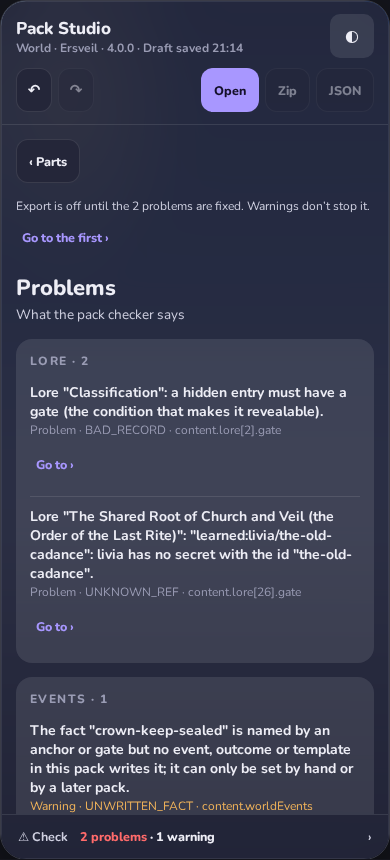 Pack Studio
World · Ersveil · 4.0.0 · Draft saved 21:14
Open Zip JSON
‹ Parts
Export is off until the 2 problems are fixed. Warnings don’t stop it.
Go to the first ›
Problems
What the pack checker says
LORE · 2
Lore "Classification": a hidden entry must have a
gate (the condition that makes it revealable).
Problem · BAD_RECORD · content.lore[2].gate
Go to ›
Lore "The Shared Root of Church and Veil (the
Order of the Last Rite)": "learned:livia/the-old-
cadance": livia has no secret with the id "the-old-
cadance".
Problem · UNKNOWN_REF · content.lore[26].gate
Go to ›
EVENTS · 1
The fact "crown-keep-sealed" is named by an
anchor or gate but no event, outcome or template
in this pack writes it; it can only be set by hand or
by a later pack.
Warning · UNWRITTEN_FACT · content.worldEvents
⚠ Check 2 problems · 1 warning ›